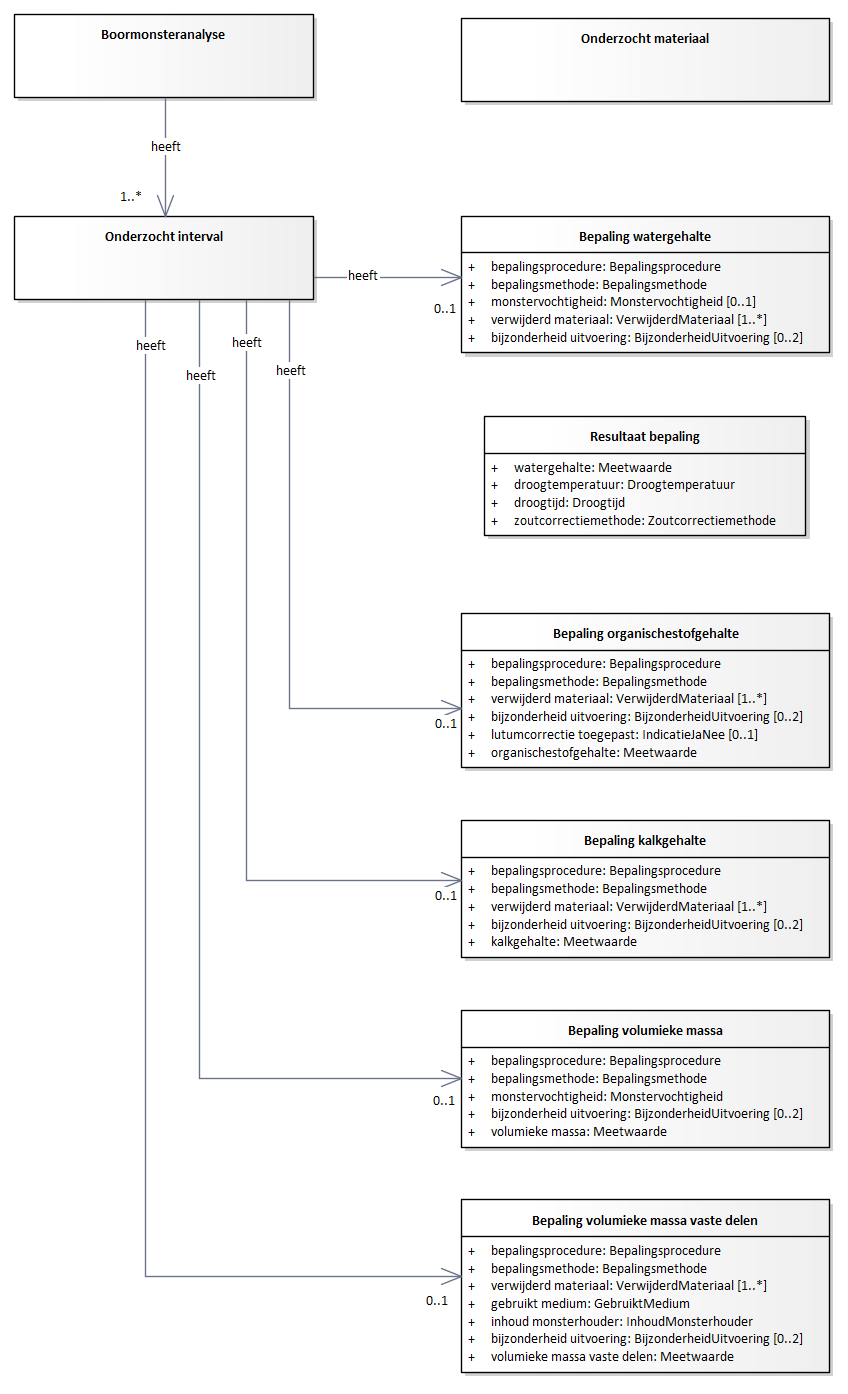 Boormonsteranalyse
Onderzocht materiaal
heeft
1..*
Onderzocht interval
Bepaling watergehalte
+ bepalingsprocedure: Bepalingsprocedure
+ bepalingsmethode: Bepalingsmethode
+ monstervochtigheid: Monstervochtigheid [0..1]
+ verwijderd materiaal: VerwijderdMateriaal [1..*]
+ bijzonderheid uitvoering: BijzonderheidUitvoering [0..2]
heeft
0..1
heeft
heeft
heeft
heeft
Resultaat bepaling
+ watergehalte: Meetwaarde
+ droogtemperatuur: Droogtemperatuur
+ droogtijd: Droogtijd
+ zoutcorrectiemethode: Zoutcorrectiemethode
Bepaling organischestofgehalte
+ bepalingsprocedure: Bepalingsprocedure
+ bepalingsmethode: Bepalingsmethode
+ verwijderd materiaal: VerwijderdMateriaal [1..*]
+ bijzonderheid uitvoering: BijzonderheidUitvoering [0..2]
+ lutumcorrectie toegepast: IndicatieJaNee [0..1]
+ organischestofgehalte: Meetwaarde
0..1
Bepaling kalkgehalte
+ bepalingsprocedure: Bepalingsprocedure
+ bepalingsmethode: Bepalingsmethode
+ verwijderd materiaal: VerwijderdMateriaal [1..*]
+ bijzonderheid uitvoering: BijzonderheidUitvoering [0..2]
+ kalkgehalte: Meetwaarde
0..1
Bepaling volumieke massa
+ bepalingsprocedure: Bepalingsprocedure
+ bepalingsmethode: Bepalingsmethode
+ monstervochtigheid: Monstervochtigheid
+ bijzonderheid uitvoering: BijzonderheidUitvoering [0..2]
+ volumieke massa: Meetwaarde
0..1
Bepaling volumieke massa vaste delen
+ bepalingsprocedure: Bepalingsprocedure
+ bepalingsmethode: Bepalingsmethode
+ verwijderd materiaal: VerwijderdMateriaal [1..*]
+ gebruikt medium: GebruiktMedium
+ inhoud monsterhouder: InhoudMonsterhouder
+ bijzonderheid uitvoering: BijzonderheidUitvoering [0..2]
+ volumieke massa vaste delen: Meetwaarde
0..1